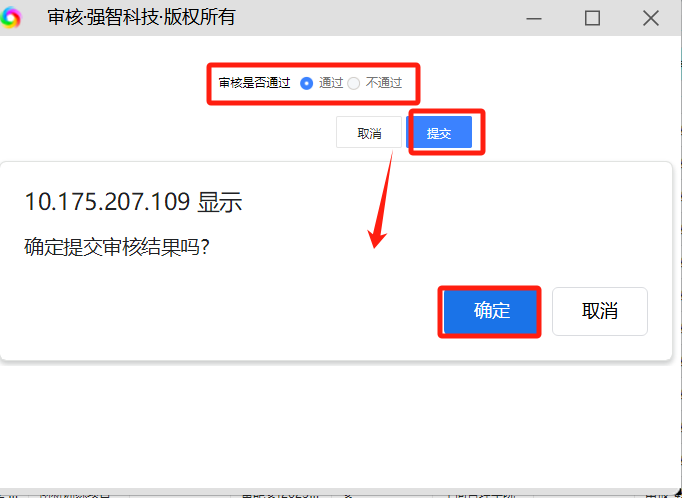 审核·强智科技·版权所有
审核是否通过 通过 不通过
取消 提交
10.175.207.109 显示
确定提交审核结果吗?
确定 取消